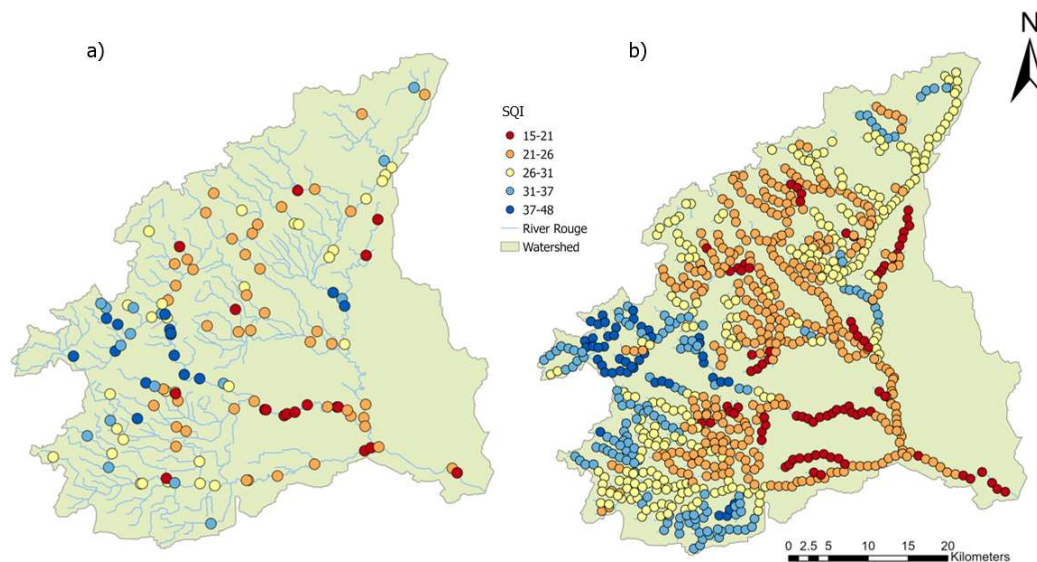 N
a)
b)
SQI
15-21
21-26
26-31
31-37
37-48
River Rouge
Watershed
0 2.5 5 10 15 20
Kilometers